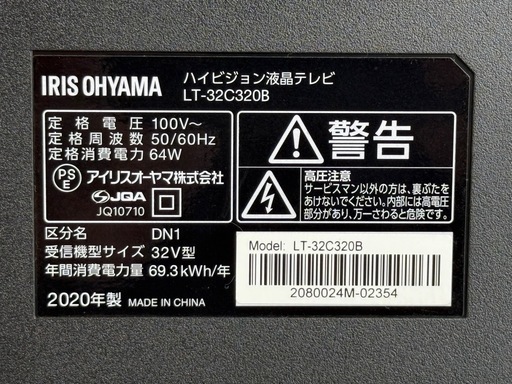 IRIS OHYAMA
ハイビジョン液晶テレビ
LT-32C320B
定格電圧 100V〜
定格周波数 50/60Hz
定格消費電力 64W
PSE
アイリスオーヤマ株式会社
JQA
JQ10710
区分名 DN1
受信機型サイズ 32V型
年間消費電力量 69.3kWh/年
2020年製 MADE IN CHINA
警告
高圧注意
サービスマン以外の方は、裏ぶたを
あけないでください。内部には高電圧
部分があり、万一さわると危険です。
Model: LT-32C320B
2080024M-02354